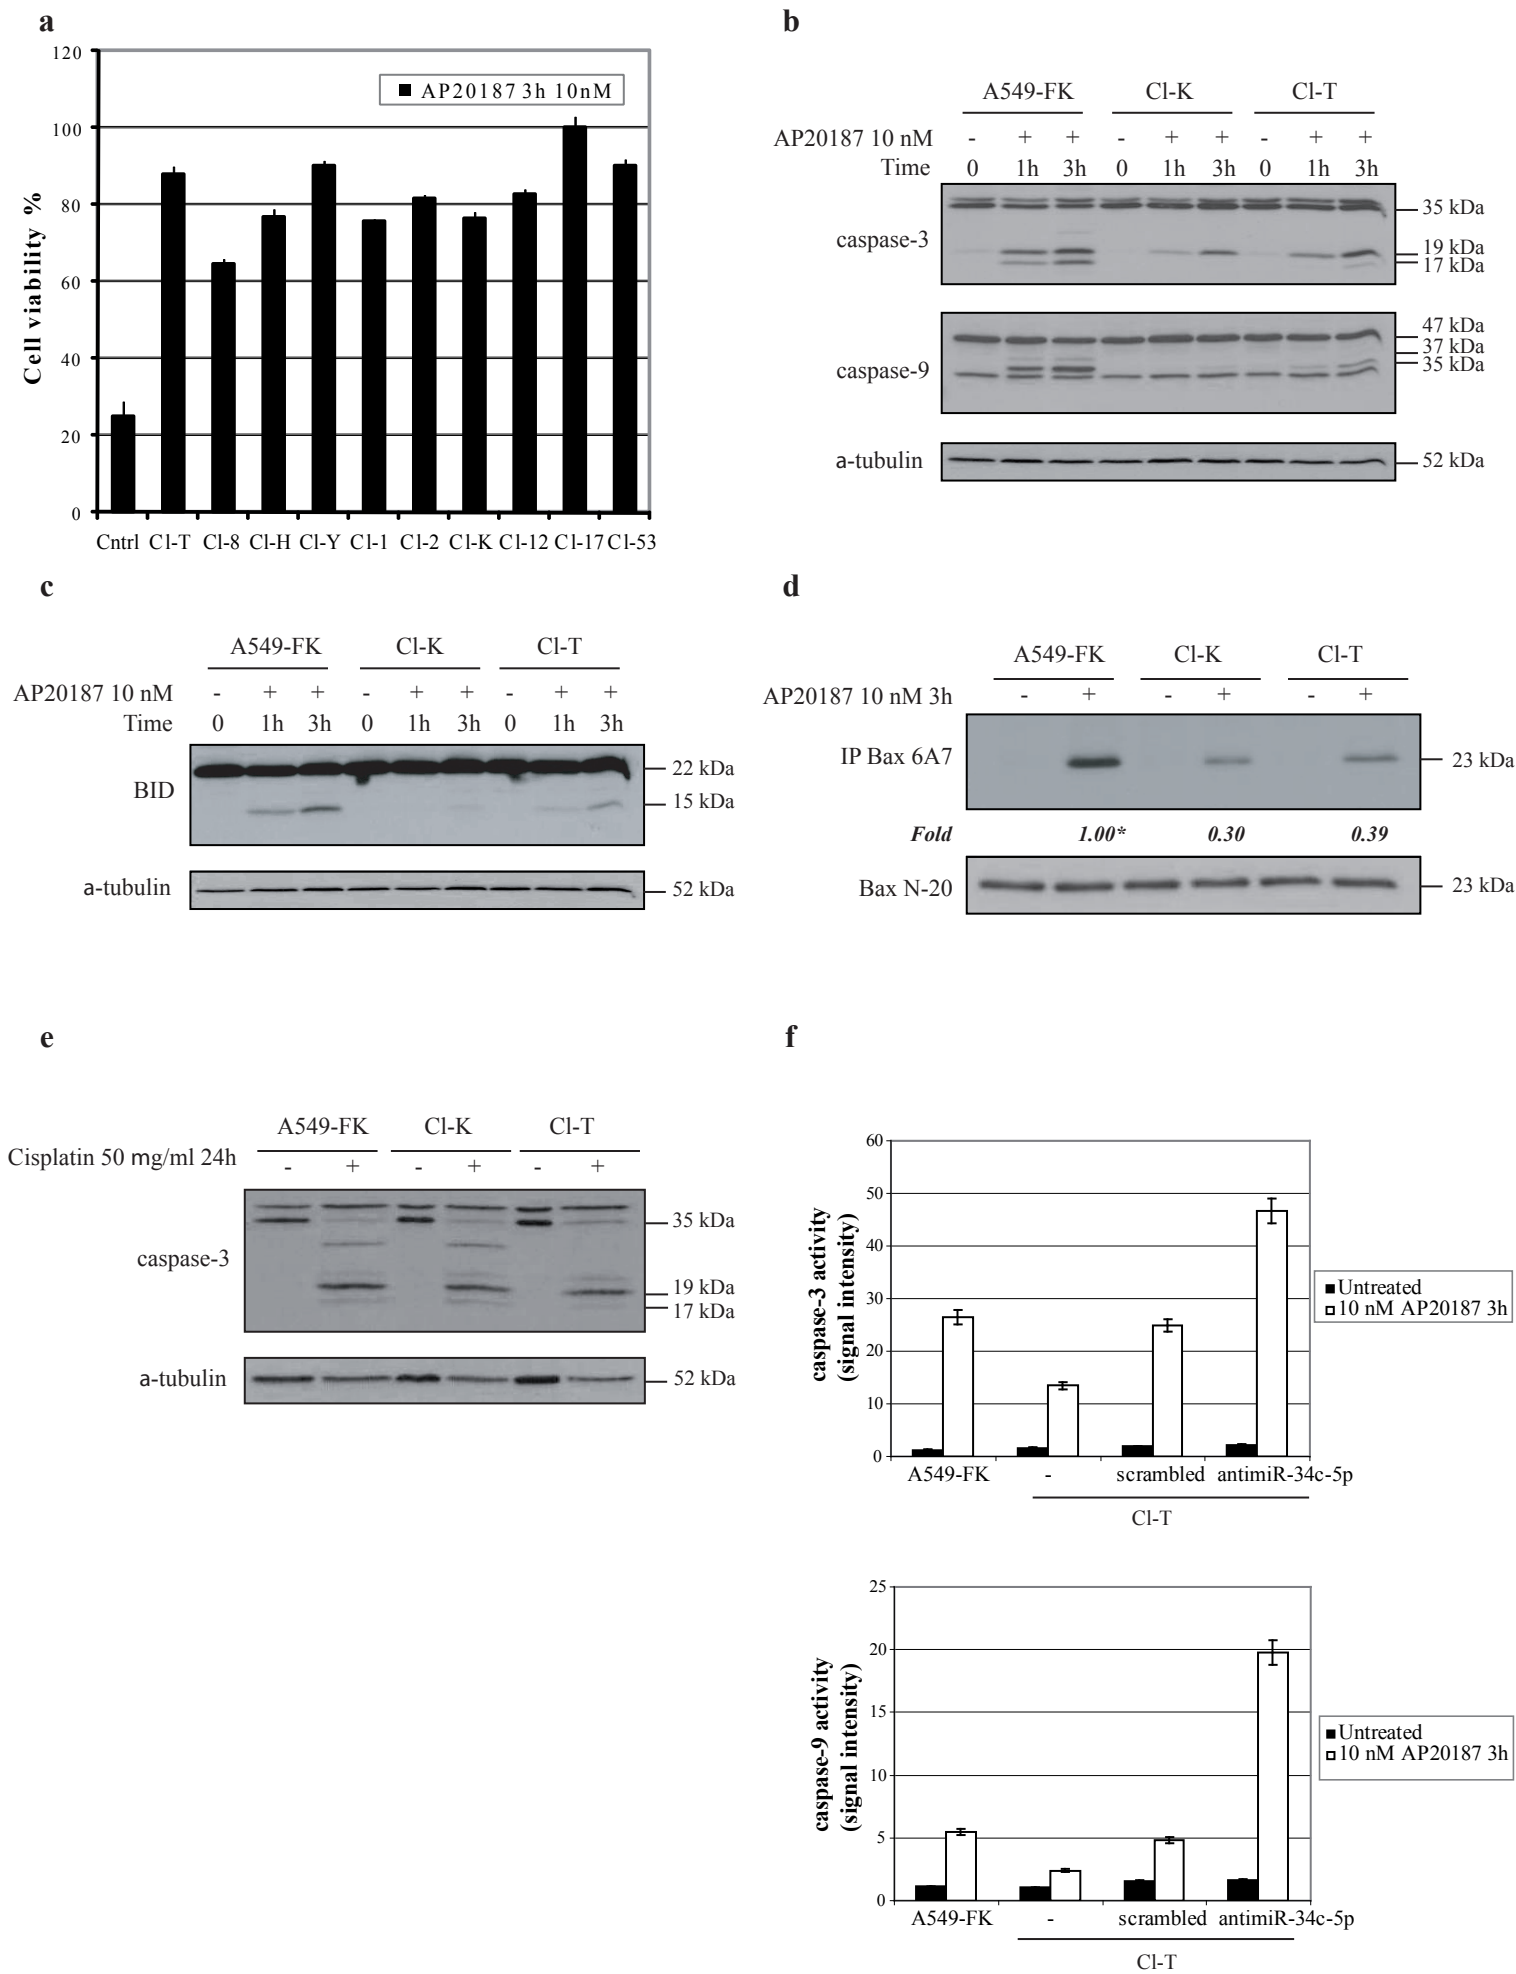 a
120
100
80
60
40
20
0
Cell viability %
AP20187 3h 10nM
Cntrl Cl-T Cl-8 Cl-H Cl-Y Cl-1 Cl-2 Cl-K Cl-12 Cl-17 Cl-53
b
A549-FK Cl-K Cl-T
AP20187 10 nM - + + - + + - + +
Time 0 1h 3h 0 1h 3h 0 1h 3h
caspase-3
35 kDa
19 kDa
17 kDa
caspase-9
47 kDa
37 kDa
35 kDa
a-tubulin
52 kDa
c
A549-FK Cl-K Cl-T
AP20187 10 nM - + + - + + - + +
Time 0 1h 3h 0 1h 3h 0 1h 3h
BID
22 kDa
15 kDa
a-tubulin
52 kDa
d
A549-FK Cl-K Cl-T
AP20187 10 nM 3h - + - + - +
IP Bax 6A7
23 kDa
Fold 1.00* 0.30 0.39
Bax N-20
23 kDa
e
A549-FK Cl-K Cl-T
Cisplatin 50 mg/ml 24h - + - + - +
caspase-3
35 kDa
19 kDa
17 kDa
a-tubulin
52 kDa
f
60
50
40
30
20
10
0
caspase-3 activity
(signal intensity)
Untreated
10 nM AP20187 3h
A549-FK - scrambled antimiR-34c-5p
Cl-T
25
20
15
10
5
0
caspase-9 activity
(signal intensity)
Untreated
10 nM AP20187 3h
A549-FK - scrambled antimiR-34c-5p
Cl-T